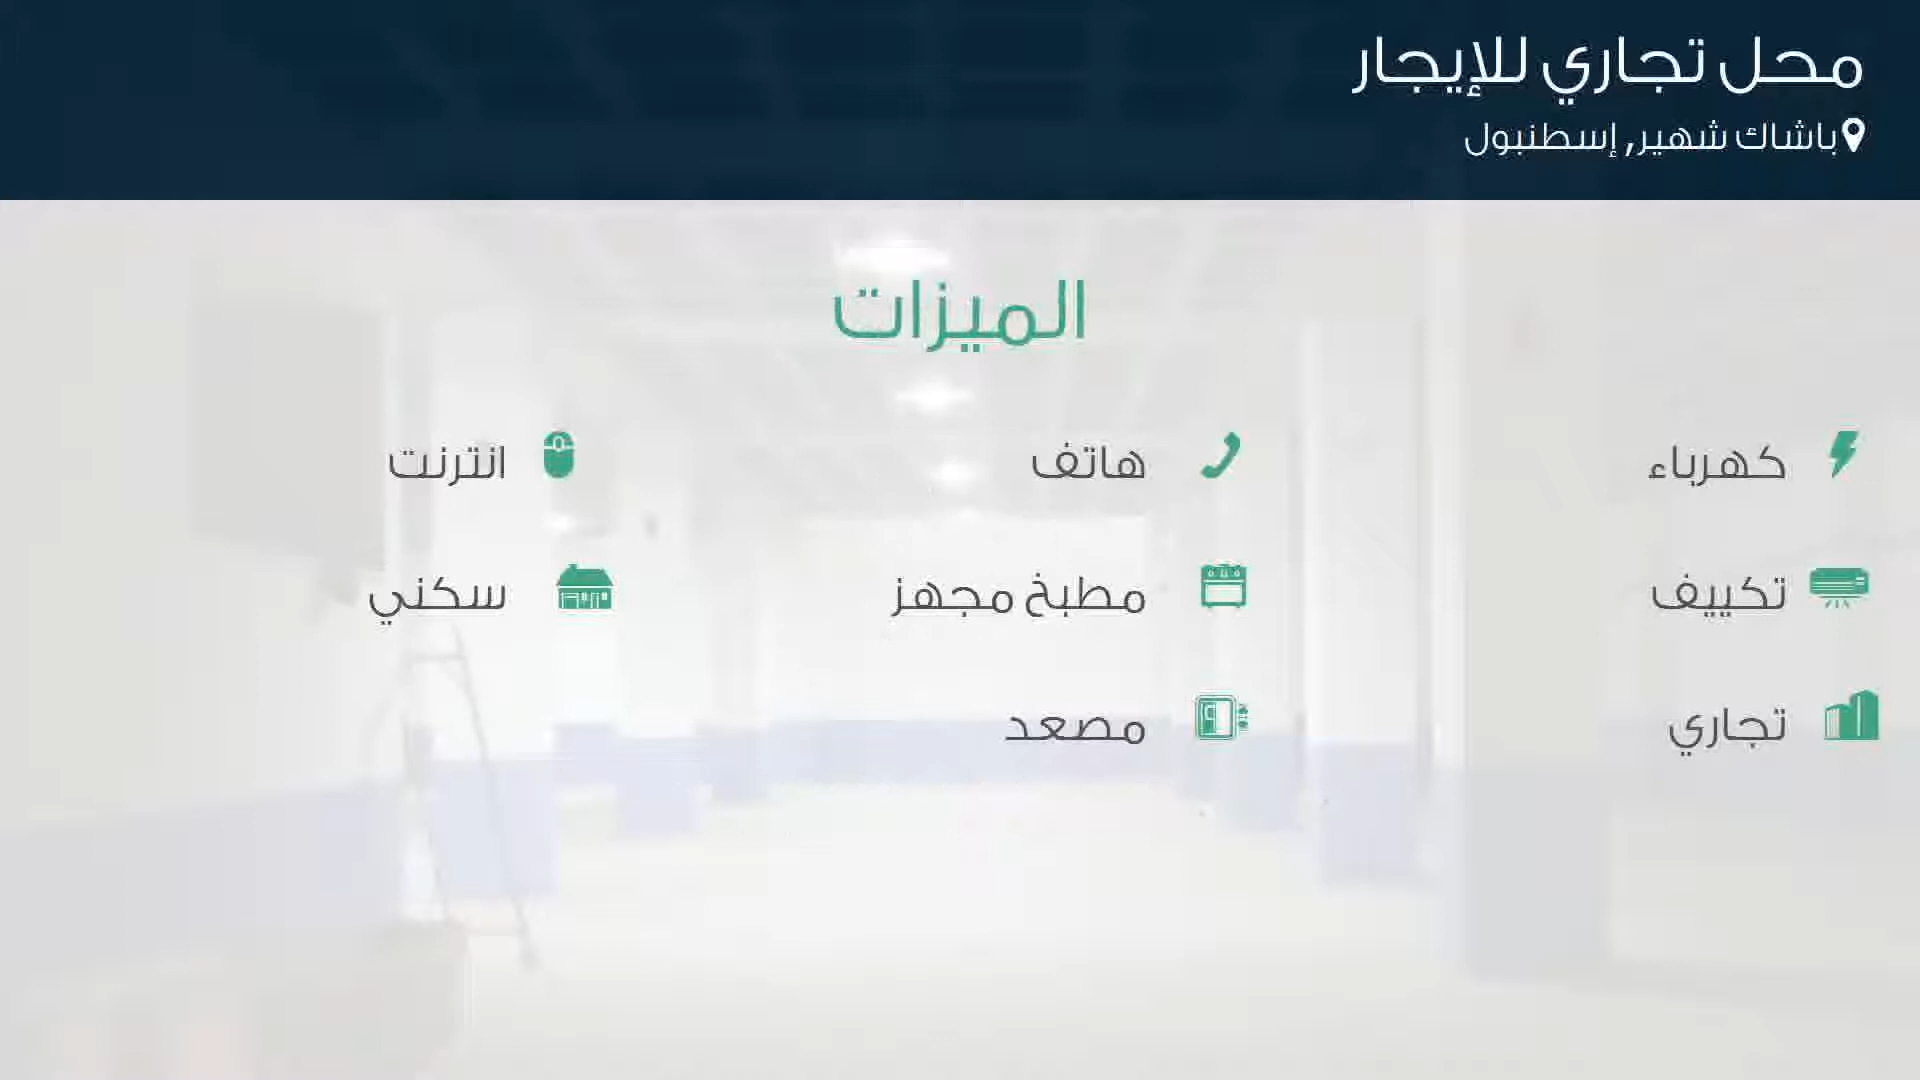 محل تجاري للإيجار
باشاك شهير, إسطنبول
الميزات
كهرباء
هاتف
انترنت
تكييف
مطبخ مجهز
سكني
تجاري
مصعد